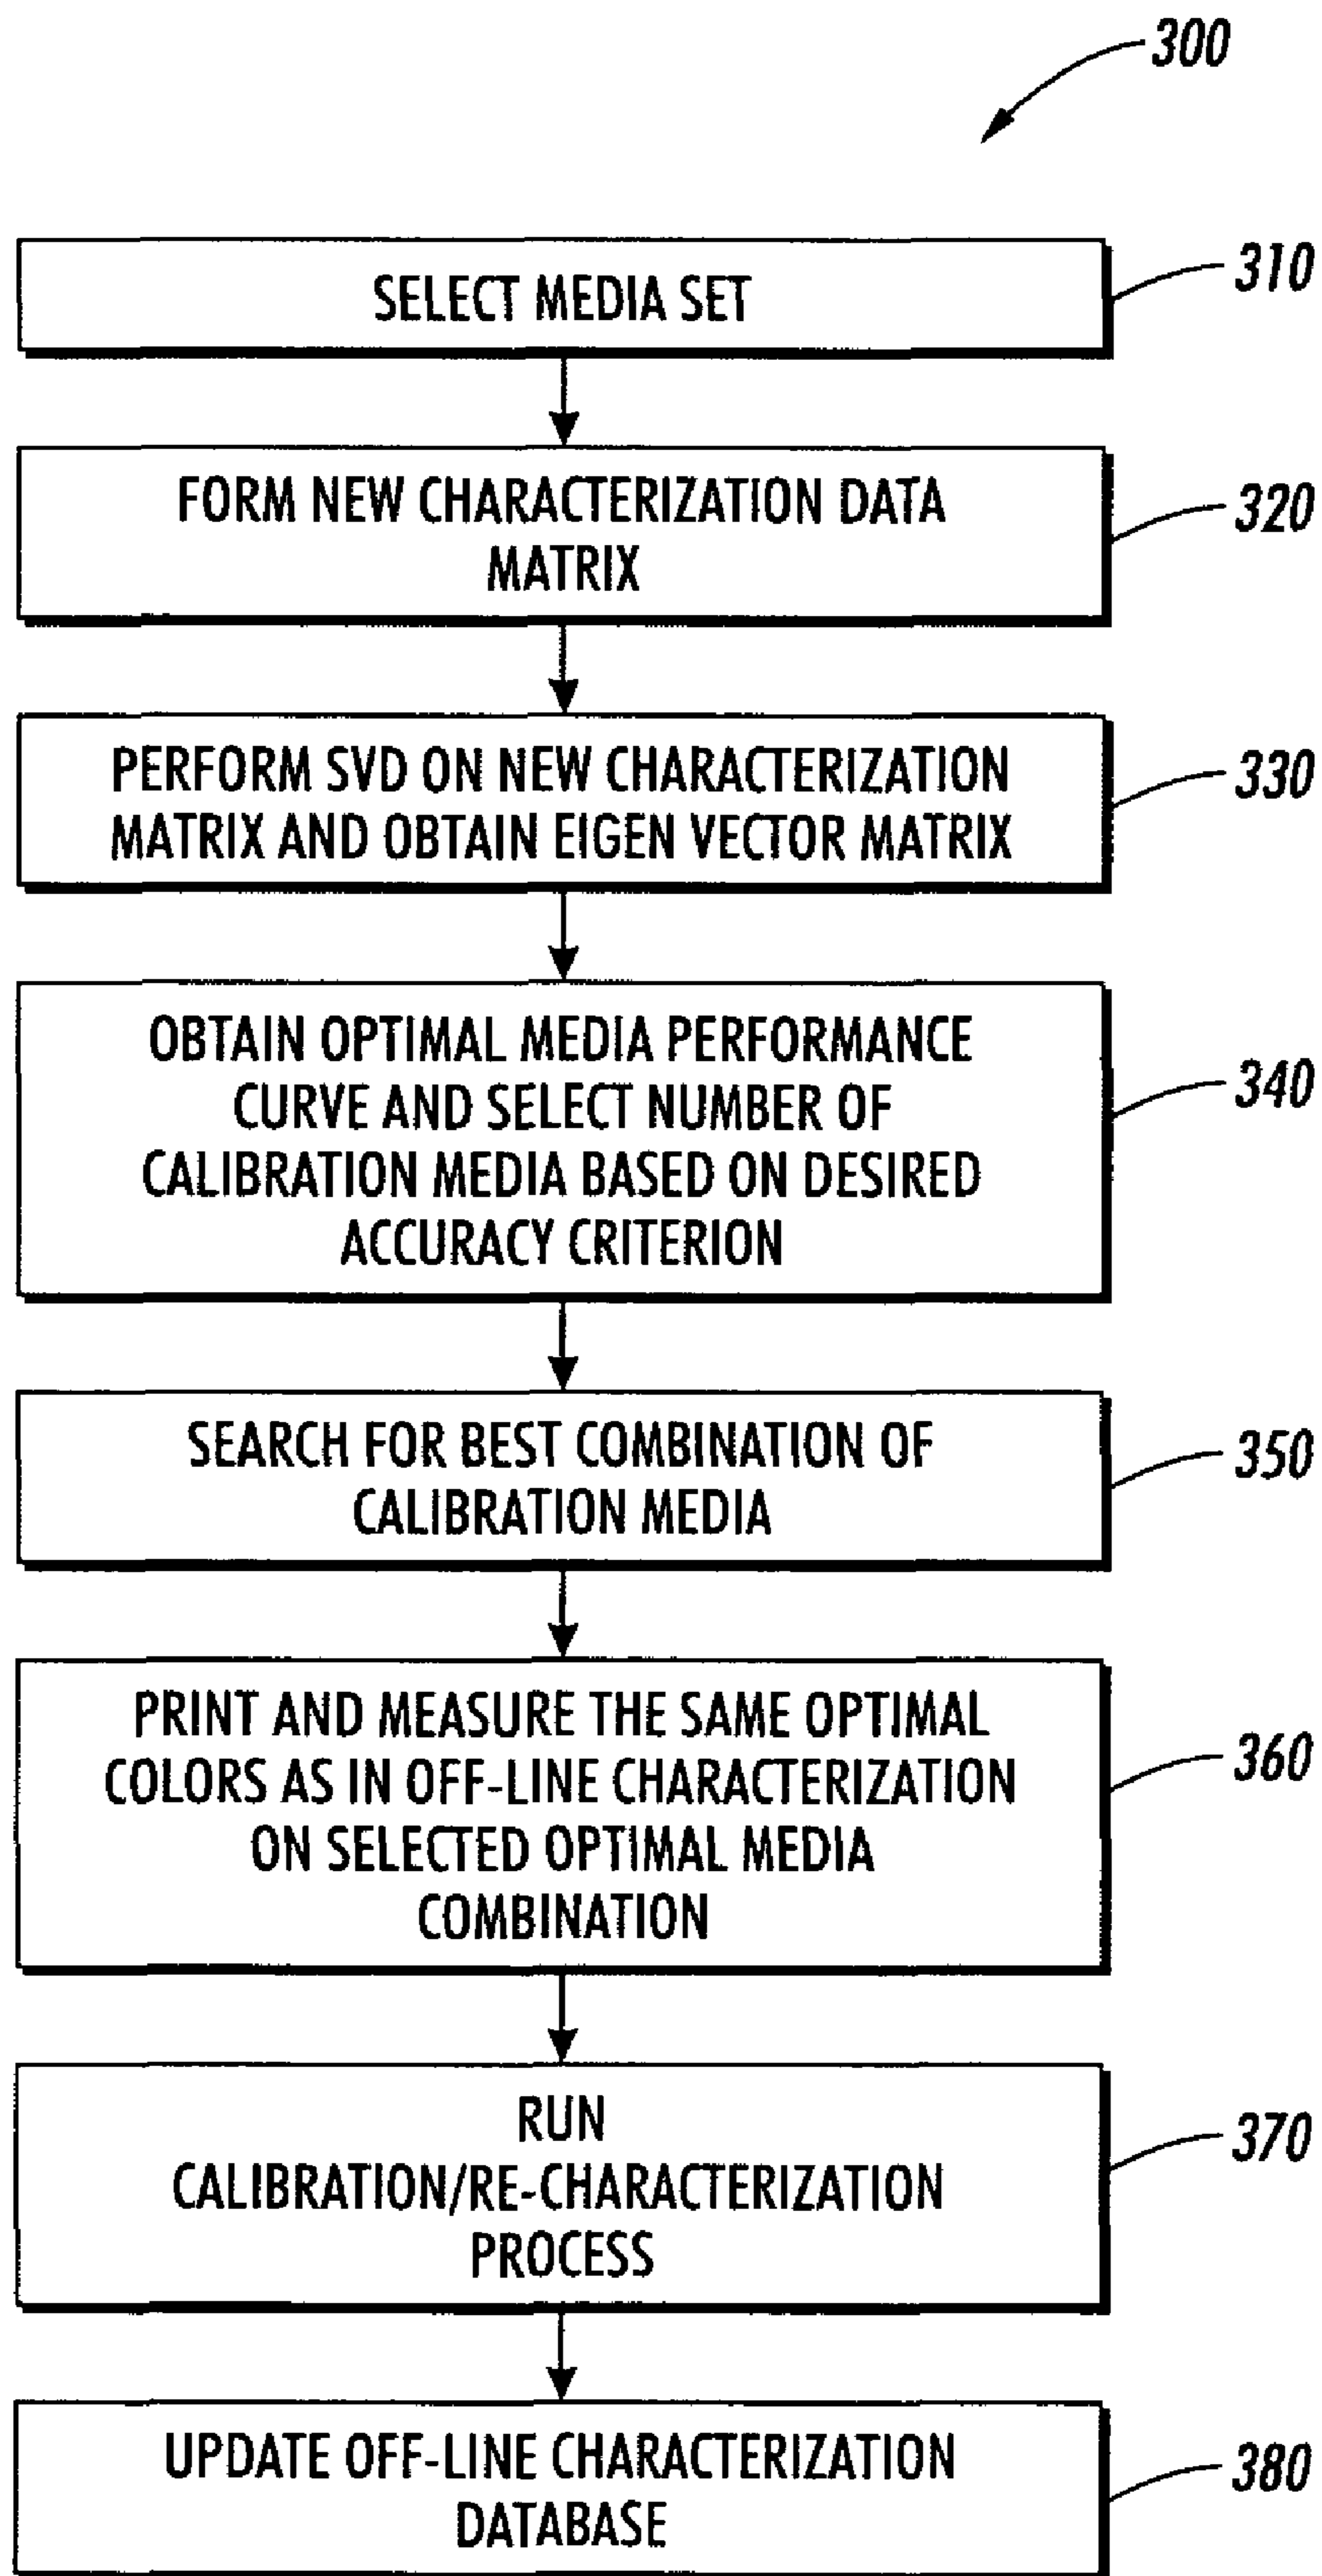 300
SELECT MEDIA SET
310
FORM NEW CHARACTERIZATION DATA
MATRIX
320
PERFORM SVD ON NEW CHARACTERIZATION
MATRIX AND OBTAIN EIGEN VECTOR MATRIX
330
OBTAIN OPTIMAL MEDIA PERFORMANCE
CURVE AND SELECT NUMBER OF
CALIBRATION MEDIA BASED ON DESIRED
ACCURACY CRITERION
340
SEARCH FOR BEST COMBINATION OF
CALIBRATION MEDIA
350
PRINT AND MEASURE THE SAME OPTIMAL
COLORS AS IN OFF-LINE CHARACTERIZATION
ON SELECTED OPTIMAL MEDIA
COMBINATION
360
RUN
CALIBRATION/RE-CHARACTERIZATION
PROCESS
370
UPDATE OFF-LINE CHARACTERIZATION
DATABASE
380